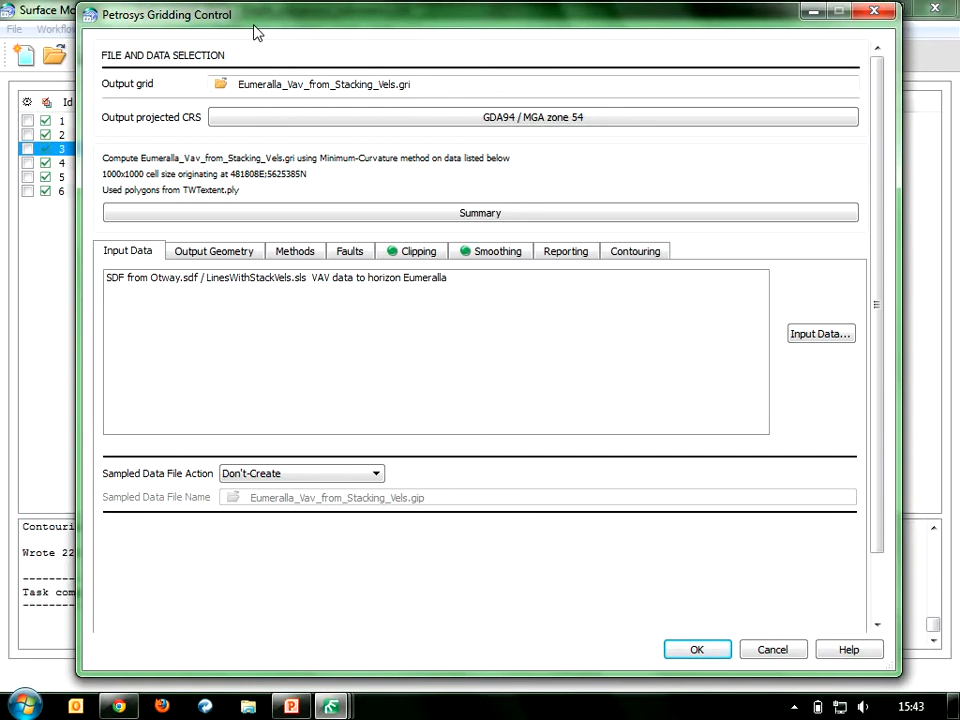 Surface Mo
Petrosys Gridding Control
File Workflo
FILE AND DATA SELECTION
Output grid Eumeralla_Vav_from_Stacking_Vels.gri
Id
Output projected CRS GDA94 / MGA zone 54
1
2
3
4
5
6
Compute Eumeralla_Vav_from_Stacking_Vels.gri using Minimum-Curvature method on data listed below
1000x1000 cell size originating at 481808E;5625385N
Used polygons from TWTextent.ply
Summary
Input Data Output Geometry Methods Faults Clipping Smoothing Reporting Contouring
SDF from Otway.sdf / LinesWithStackVels.sls VAV data to horizon Eumeralla
Input Data...
Sampled Data File Action Don't-Create
Sampled Data File Name Eumeralla_Vav_from_Stacking_Vels.gip
Contouri
Wrote 22
Task com
OK Cancel Help
15:43